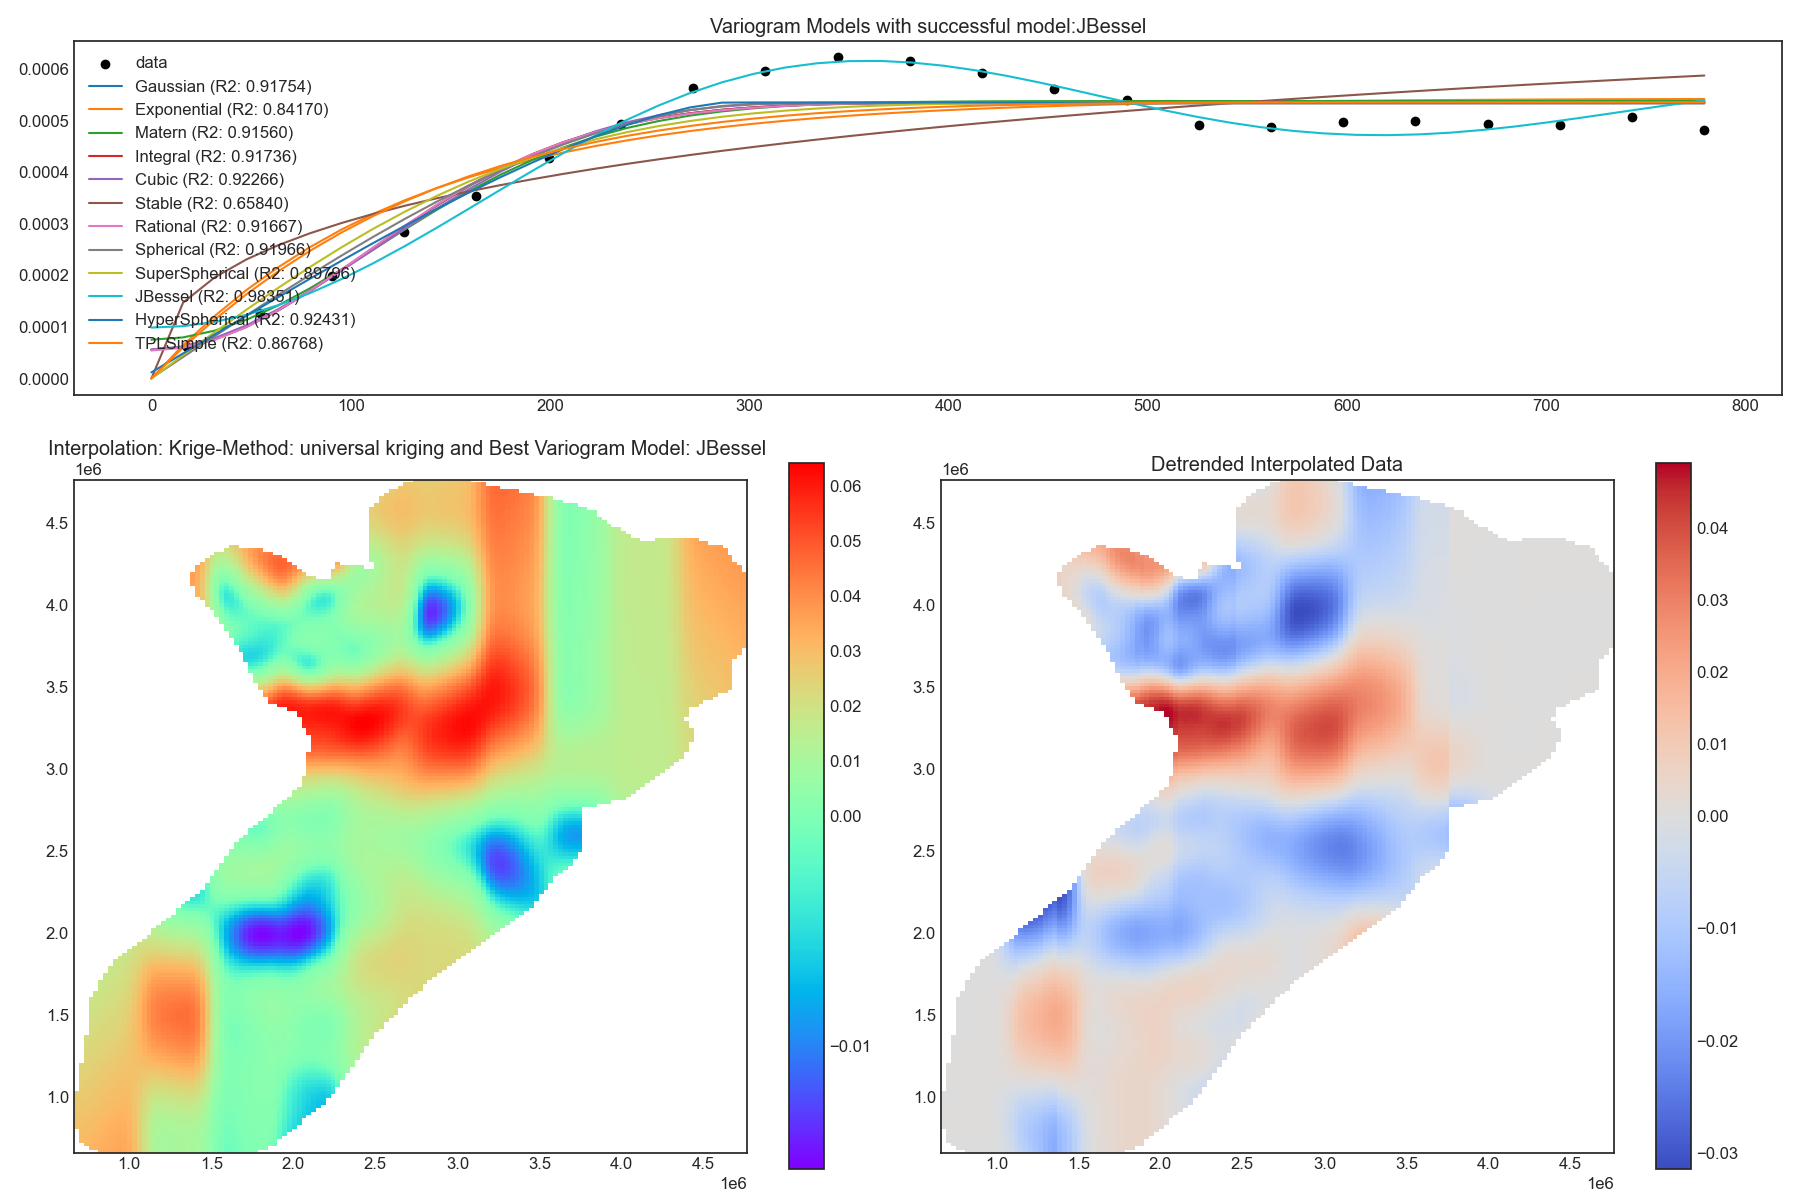 Variogram Models with successful model:JBessel
data
Gaussian (R2: 0.91754)
Exponential (R2: 0.84170)
Matern (R2: 0.91560)
Integral (R2: 0.91736)
Cubic (R2: 0.92266)
Stable (R2: 0.65840)
Rational (R2: 0.91667)
Spherical (R2: 0.91966)
SuperSpherical (R2: 0.89796)
JBessel (R2: 0.98351)
HyperSpherical (R2: 0.92431)
TPLSimple (R2: 0.86768)
0.0006
0.0005
0.0004
0.0003
0.0002
0.0001
0.0000
0 100 200 300 400 500 600 700 800
Interpolation: Krige-Method: universal kriging and Best Variogram Model: JBessel
1e6
4.5
4.0
3.5
3.0
2.5
2.0
1.5
1.0
1.0 1.5 2.0 2.5 3.0 3.5 4.0 4.5
1e6
0.06
0.05
0.04
0.03
0.02
0.01
0.00
−0.01
Detrended Interpolated Data
1e6
4.5
4.0
3.5
3.0
2.5
2.0
1.5
1.0
1.0 1.5 2.0 2.5 3.0 3.5 4.0 4.5
1e6
0.04
0.03
0.02
0.01
0.00
−0.01
−0.02
−0.03